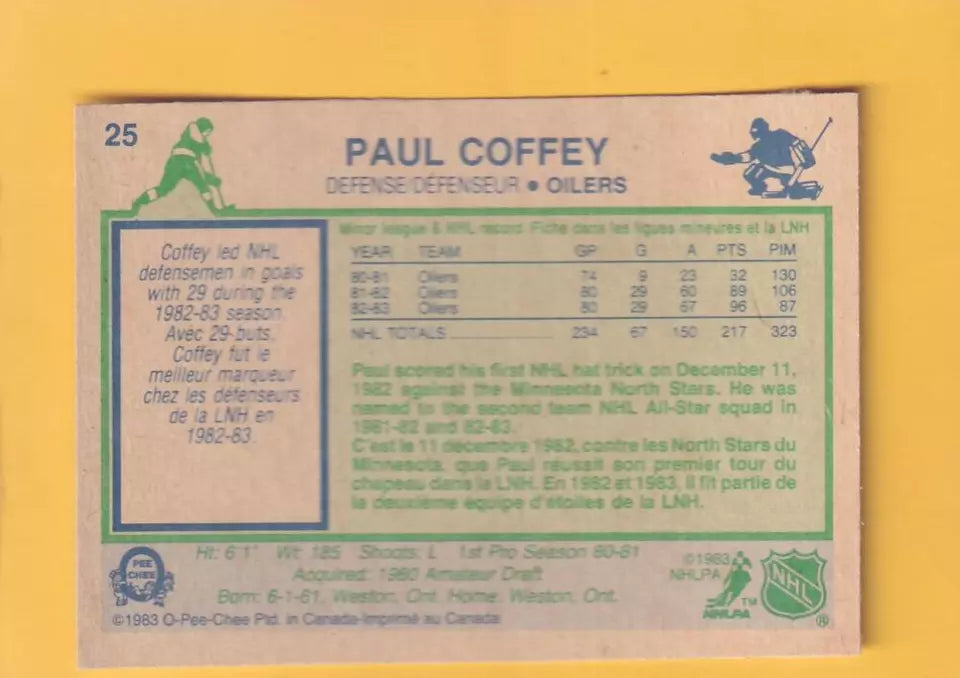 25
PAUL COFFEY
DEFENSE/DÉFENSEUR • OILERS
Coffey led NHL
defensemen in goals
with 29 during the
1982-83 season.
Avec 29 buts,
Coffey fut le
meilleur marqueur
chez les défenseurs
de la LNH en
1982-83.
Minor league & NHL record Fiche dans les ligues mineures et la LNH
YEAR TEAM GP G A PTS PIM
80-81 Oilers 74 9 23 32 130
81-82 Oilers 80 29 60 89 106
82-83 Oilers 80 29 67 96 87
NHL TOTALS 234 67 150 217 323
Paul scored his first NHL hat trick on December 11,
1982 against the Minnesota North Stars. He was
named to the second team NHL All-Star squad in
1981-82 and 82-83.
C'est le 11 décembre 1982, contre les North Stars du
Minnesota, que Paul réussit son premier tour du
chapeau dans la LNH. En 1982 et 1983, il fit partie de
la deuxième équipe d'étoiles de la LNH.
Ht: 6'1" Wt: 185 Shoots: L 1st Pro Season 80-81
Acquired: 1980 Amateur Draft
Born: 6-1-61, Weston, Ont. Home: Weston, Ont.
©1983 O-Pee-Chee Ptd. in Canada-Imprimé au Canada
PEE
CHEE
©1983
NHLPA
NHLPA
TM
NHL
®